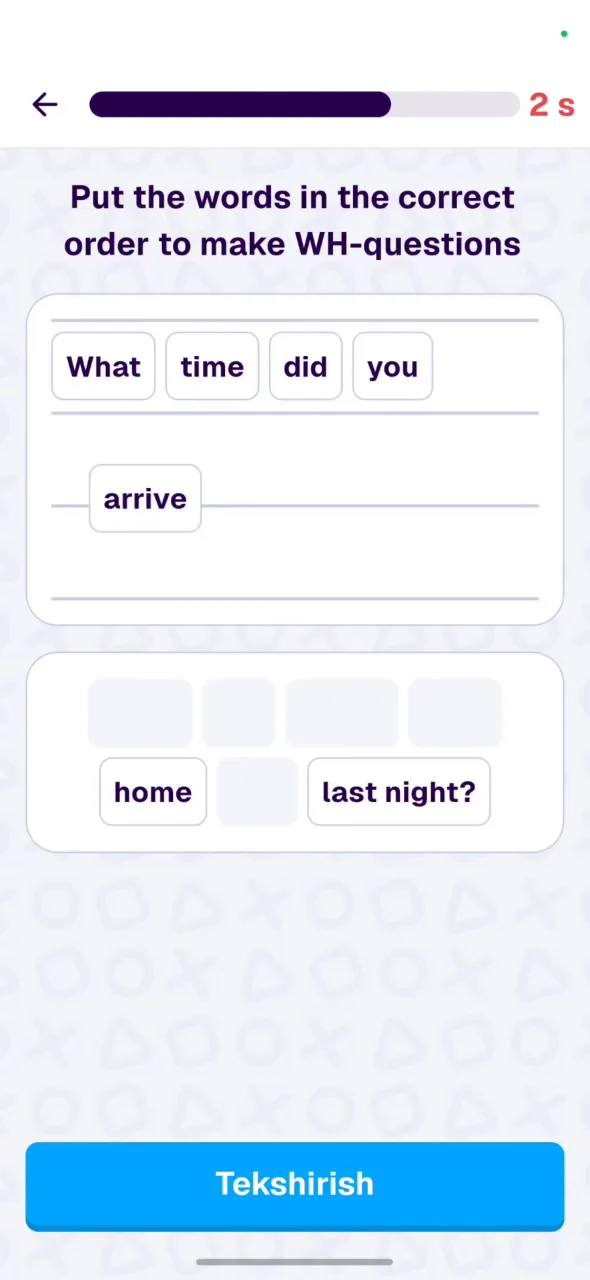 2 s
Put the words in the correct
order to make WH-questions
What time did you
arrive
home last night?
Tekshirish